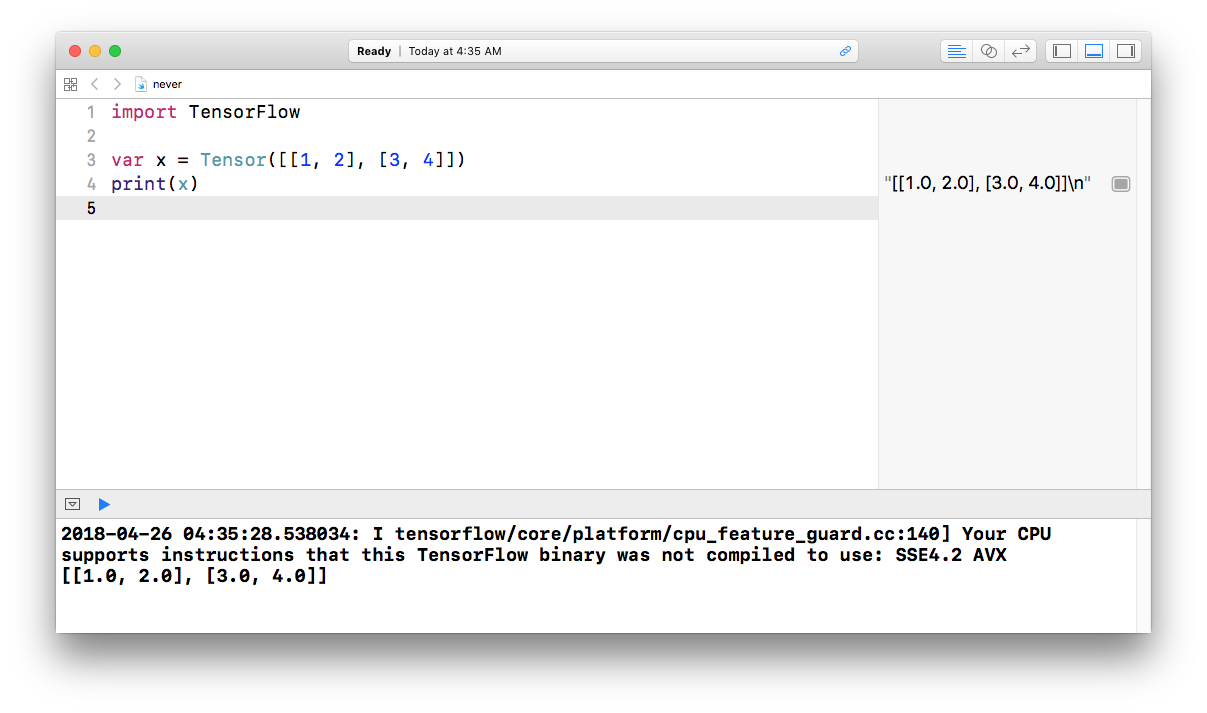 Ready | Today at 4:35 AM
never
1 import TensorFlow
2
3 var x = Tensor([[1, 2], [3, 4]])
4 print(x)
"[[1.0, 2.0], [3.0, 4.0]]\n"
5
2018-04-26 04:35:28.538034: I tensorflow/core/platform/cpu_feature_guard.cc:140] Your CPU
supports instructions that this TensorFlow binary was not compiled to use: SSE4.2 AVX
[[1.0, 2.0], [3.0, 4.0]]